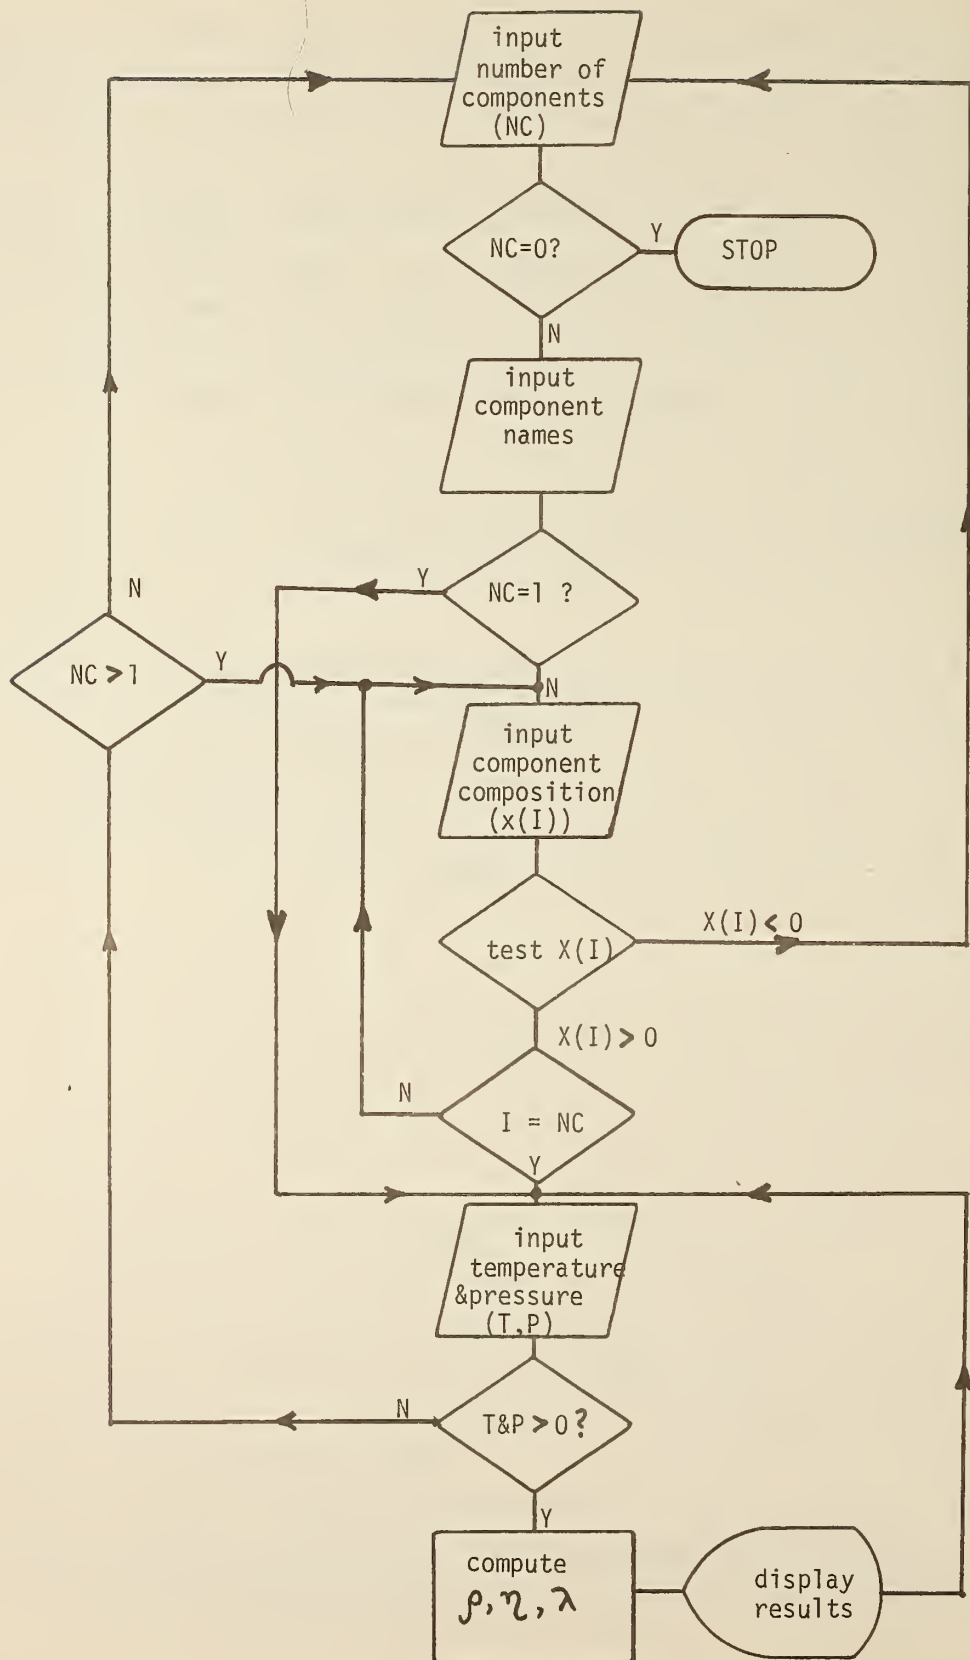 input
number of
components
(NC)
NC=0?
Y
STOP
N
input
component
names
NC=1 ?
Y
N
NC>1
Y
N
input
component
composition
(x(I))
test X(I)
X(I)<0
X(I)>0
I = NC
N
Y
input
temperature
&pressure
(T,P)
T&P>0?
N
Y
compute
ρ,η,λ
display
results